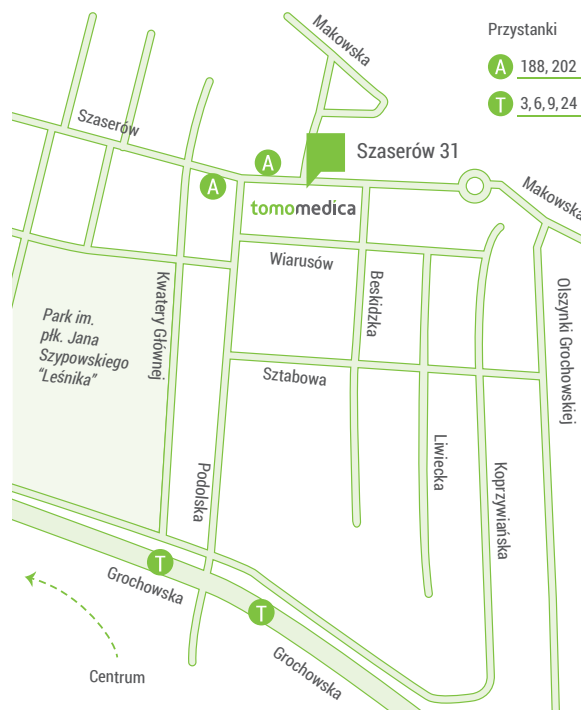 Makowska
Przystanki
A 188, 202
T 3, 6, 9, 24
Szaserów
A
A
Szaserów 31
Makowska
tomomedica
Wiarusów
Kwatery Głównej
Beskidzka
Olszynki Grochowskiej
Park im.
płk. Jana
Szypowskiego
"Leśnika"
Sztabowa
Podolska
Liwiecka
Koprzywiańska
T
Grochowska
T
Grochowska
Centrum